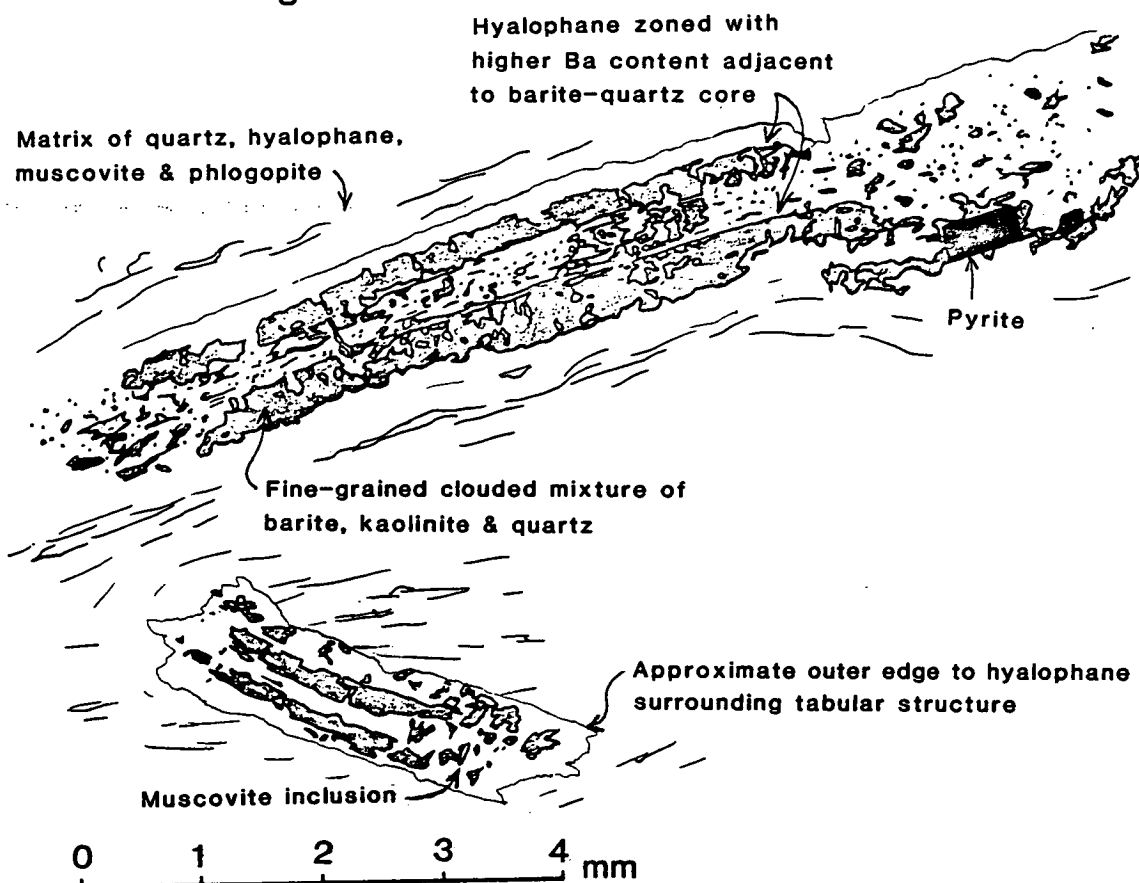 Hyalophane zoned with
higher Ba content adjacent
to barite-quartz core
Matrix of quartz, hyalophane,
muscovite & phlogopite
Pyrite
Fine-grained clouded mixture of
barite, kaolinite & quartz
Approximate outer edge to hyalophane
surrounding tabular structure
Muscovite inclusion
0 1 2 3 4 mm